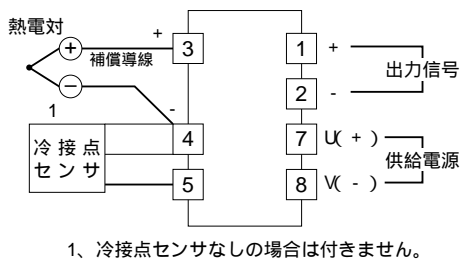 熱電対
+
+
3
補償導線
−
1
-
4
冷接点
センサ
5
1
+
出力信号
2
-
7
U( + )
供給電源
8
V( - )
1、冷接点センサなしの場合は付きません。